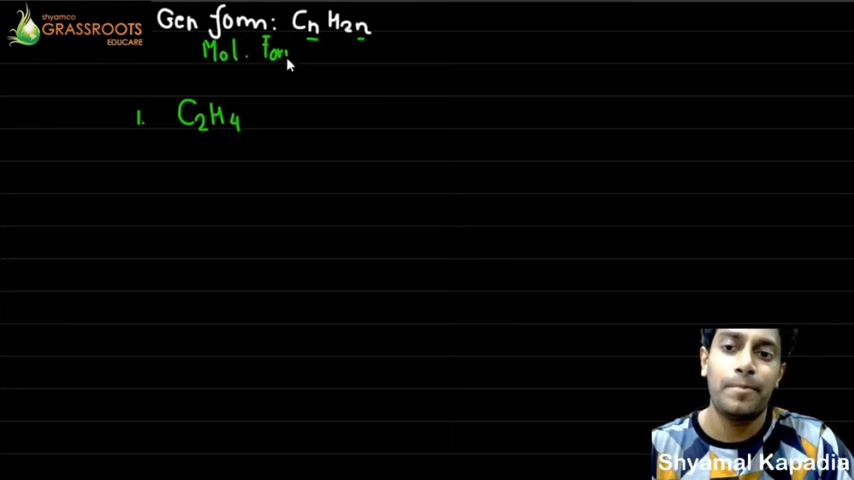 shyamco
GRASSROOTS
EDUCARE
Gen form: CnH2n
Mol. For
1. C2H4
Shyamal Kapadia